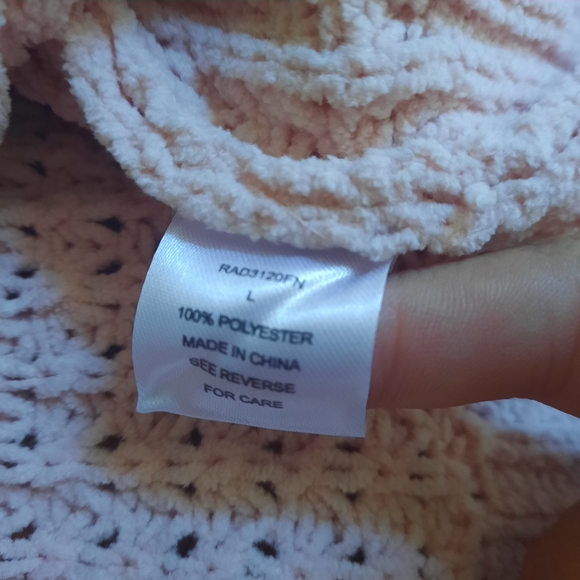 RAD3120FN
L
100% POLYESTER
MADE IN CHINA
SEE REVERSE
FOR CARE